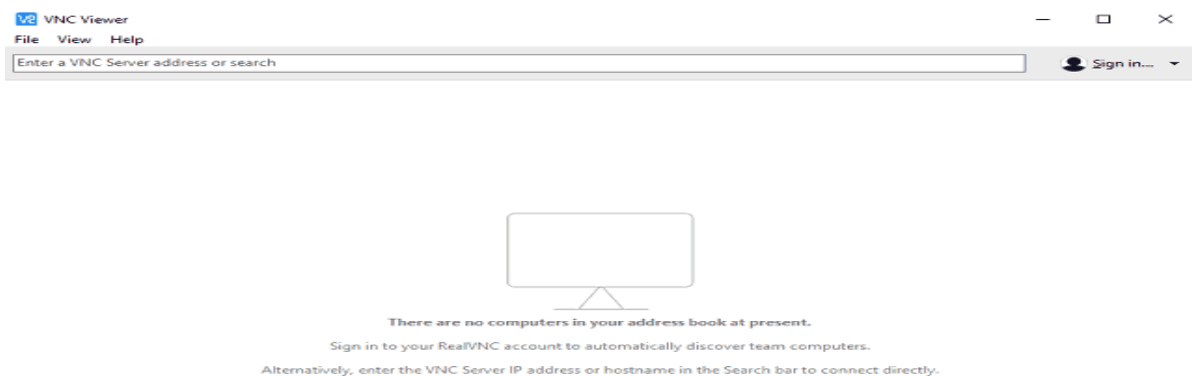 VNC Viewer
File View Help
Enter a VNC Server address or search
Sign in...
There are no computers in your address book at present.
Sign in to your RealVNC account to automatically discover team computers.
Alternatively, enter the VNC Server IP address or hostname in the Search bar to connect directly.